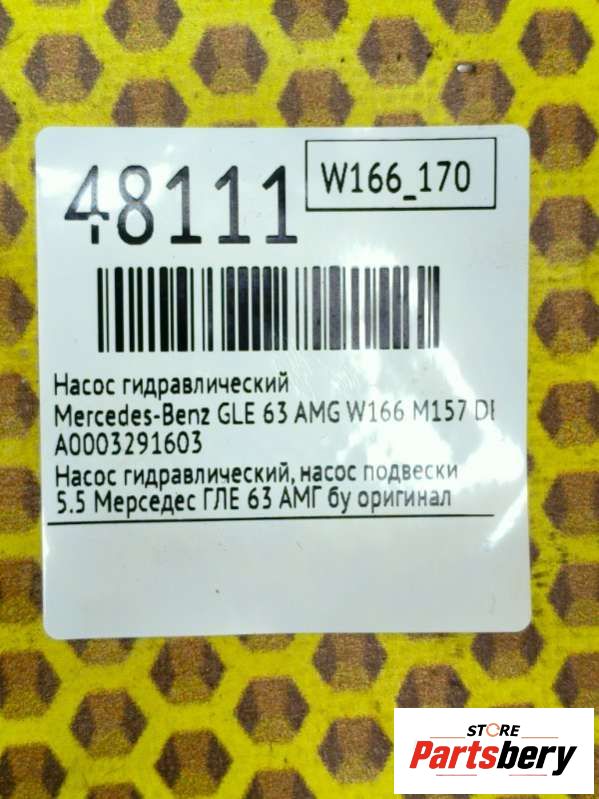 48111
W166_170
Насос гидравлический
Mercedes-Benz GLE 63 AMG W166 M157
A0003291603
Насос гидравлический, насос подвески
5.5 Мерседес ГЛЕ 63 АМГ бу оригинал
STORE
Partsbery